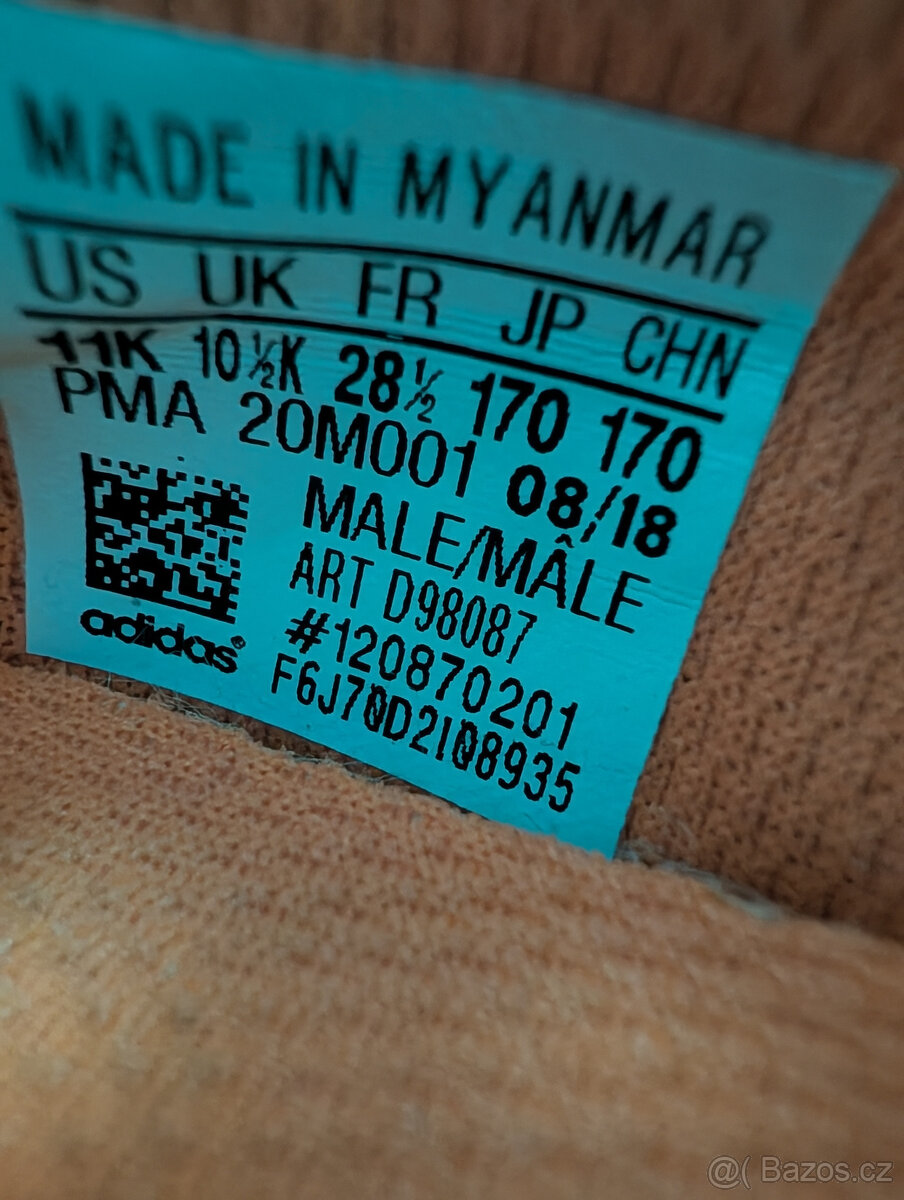 MADE IN MYANMAR
US UK FR JP CHN
11K 10½K 28½ 170 170
PMA 20M001 08/18
MALE/MÂLE
ART D98087
#120870201
F6J70D2I08935
adidas®
@( Bazos.cz